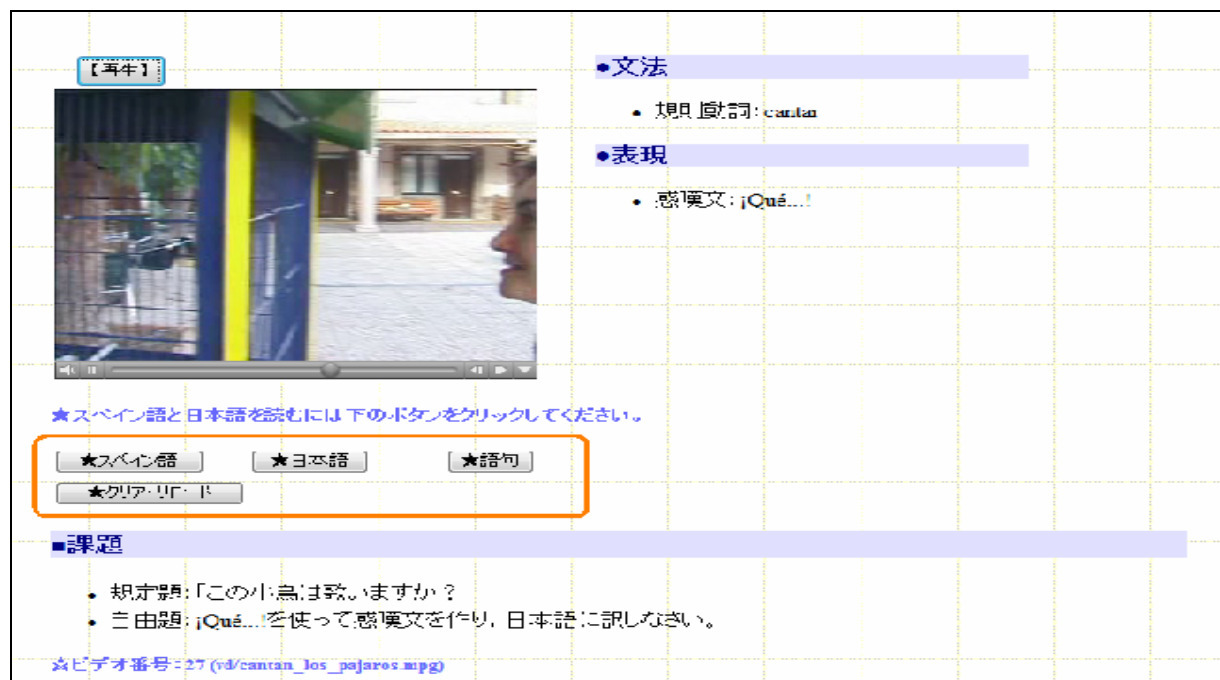 【再生】
●文法
• 規則動詞: cantar
●表現
• 感嘆文: ¡Qué...!
★スペイン語と日本語を読むには下のボタンをクリックしてください。
★スペイン語 ★日本語 ★語句
★クリア・リロード
■課題
• 規定題:「この小鳥は歌いますか?
• 自由題: ¡Qué...!を使って感嘆文を作り, 日本語に訳しなさい。
☆ビデオ番号: 27 (vd/cantan_los_pajaros.mpg)